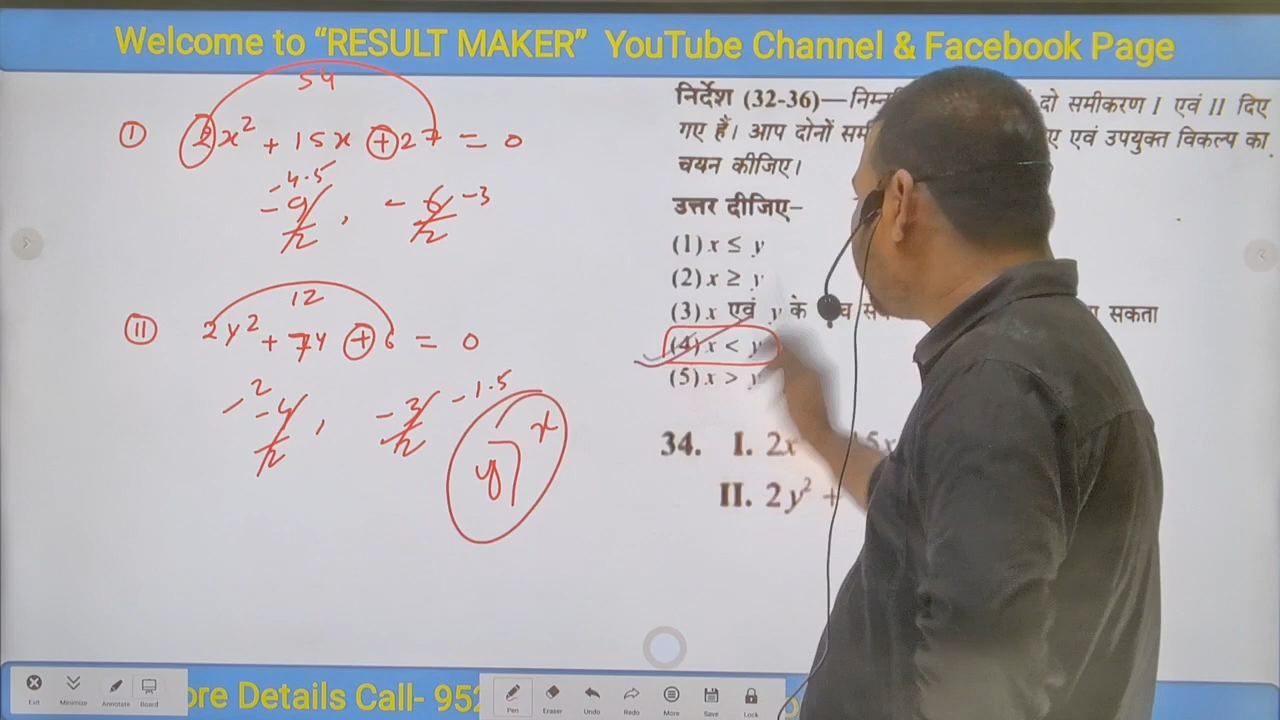 Welcome to “RESULT MAKER” YouTube Channel & Facebook Page
54
① 2x² + 15x + 27 = 0
-4.5
-9/2 , -6/2 -3
12
② 2y² + 7y + 6 = 0
-2 -1.5
-4/2 , -3/2
y > x
निर्देश (32-36)— दो समीकरण I एवं II दिए
गए हैं। आप दोनों एवं उपयुक्त विकल्प का
चयन कीजिए।
उत्तर दीजिए–
(1) x ≤ y
(2) x ≥ y
(3) x एवं y के सकता
(4) x < y
(5) x > y
34. I. 2x 5x
II. 2y² +
ore Details Call- 952
Exit Minimize Annotate Board Pen Eraser Undo Redo More Save Lock